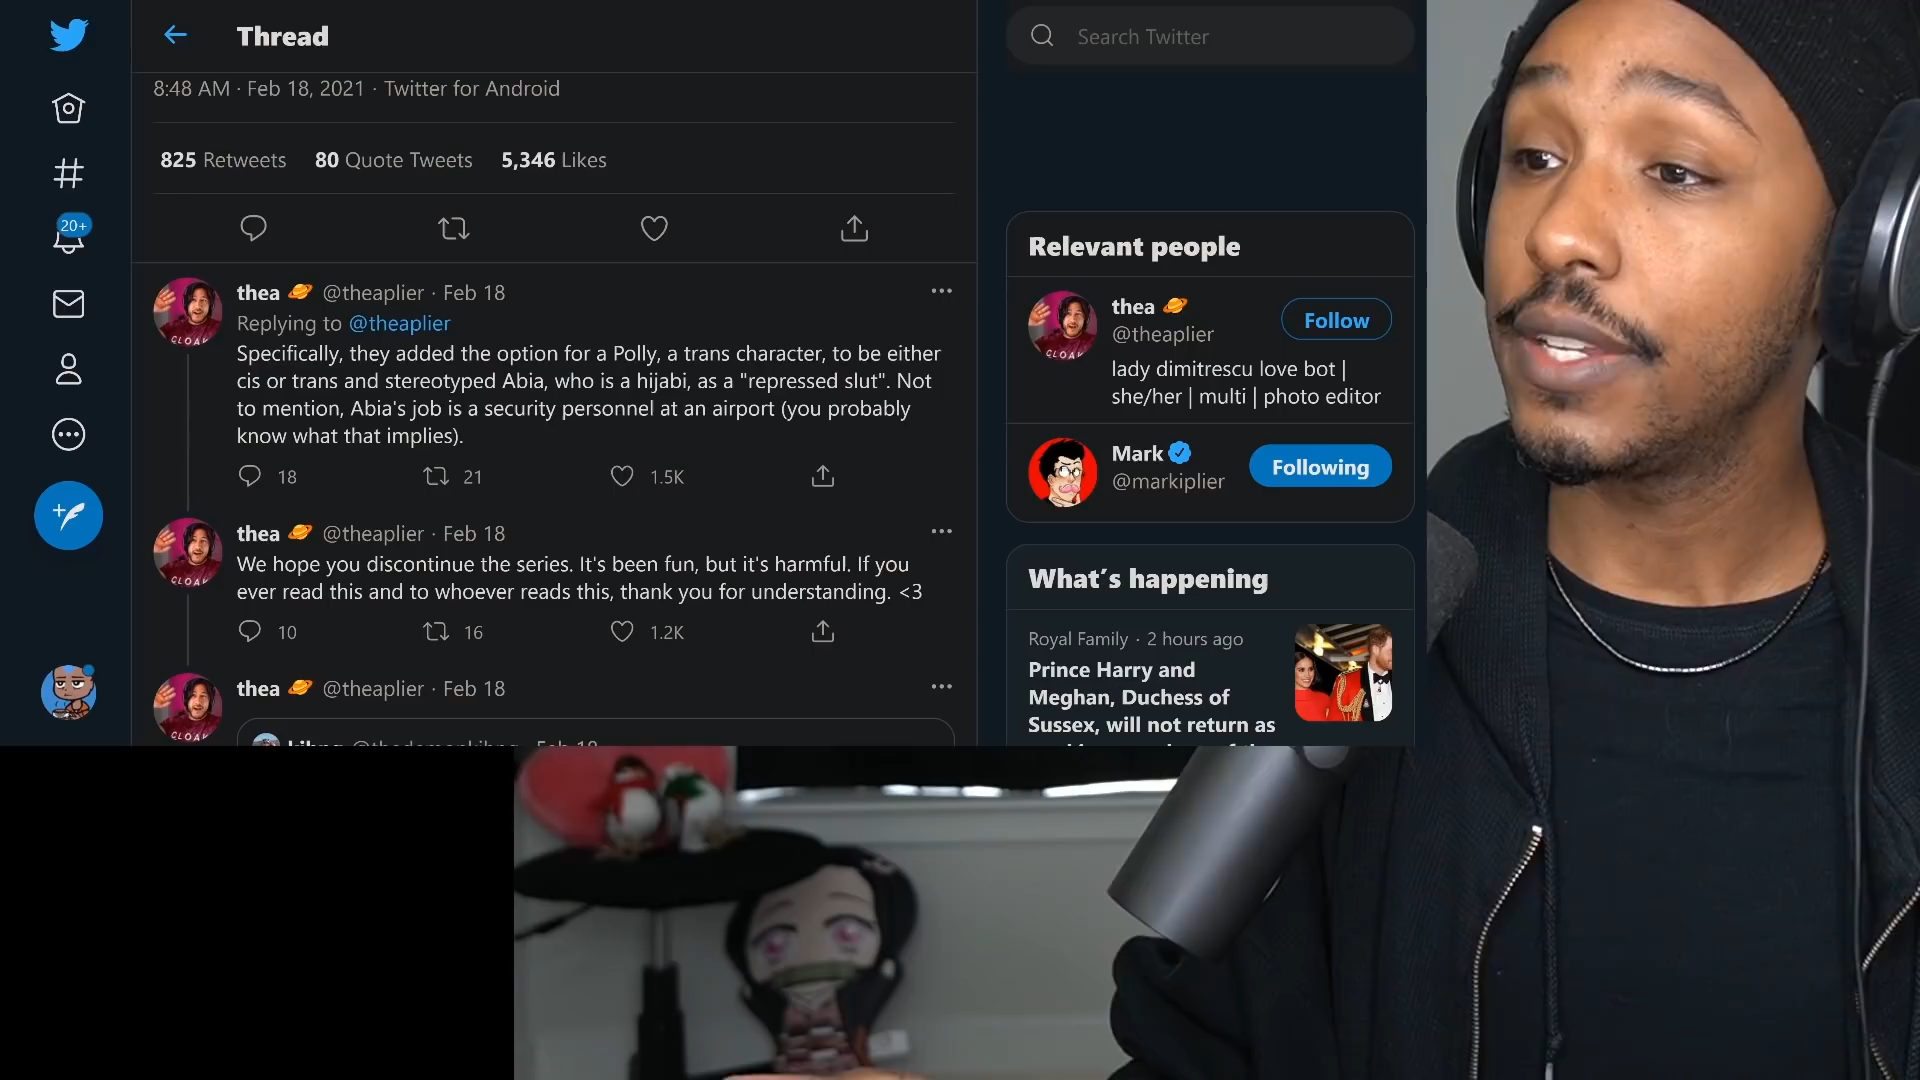 Thread
Search Twitter
8:48 AM · Feb 18, 2021 · Twitter for Android
825 Retweets 80 Quote Tweets 5,346 Likes
20+
thea @theaplier · Feb 18
Replying to @theaplier
Specifically, they added the option for a Polly, a trans character, to be either
cis or trans and stereotyped Abia, who is a hijabi, as a "repressed slut". Not
to mention, Abia's job is a security personnel at an airport (you probably
know what that implies).
18 21 1.5K
thea @theaplier · Feb 18
We hope you discontinue the series. It's been fun, but it's harmful. If you
ever read this and to whoever reads this, thank you for understanding. <3
10 16 1.2K
thea @theaplier · Feb 18
CLOAK
CLOAK
Relevant people
thea
@theaplier
Follow
lady dimitrescu love bot |
she/her | multi | photo editor
CLOAK
Mark
@markiplier
Following
What's happening
Royal Family · 2 hours ago
Prince Harry and
Meghan, Duchess of
Sussex, will not return as